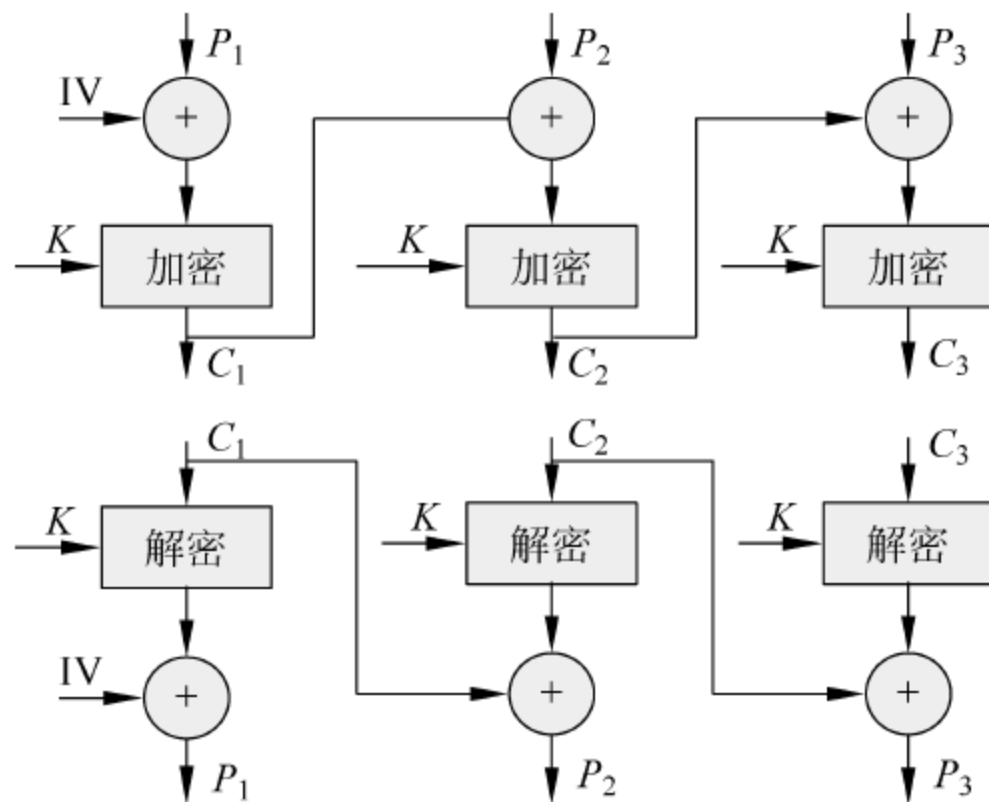 P₁ P₂ P₃
IV + + +
K K K
加密 加密 加密
C₁ C₂ C₃
C₁ C₂ C₃
K K K
解密 解密 解密
IV + + +
P₁ P₂ P₃